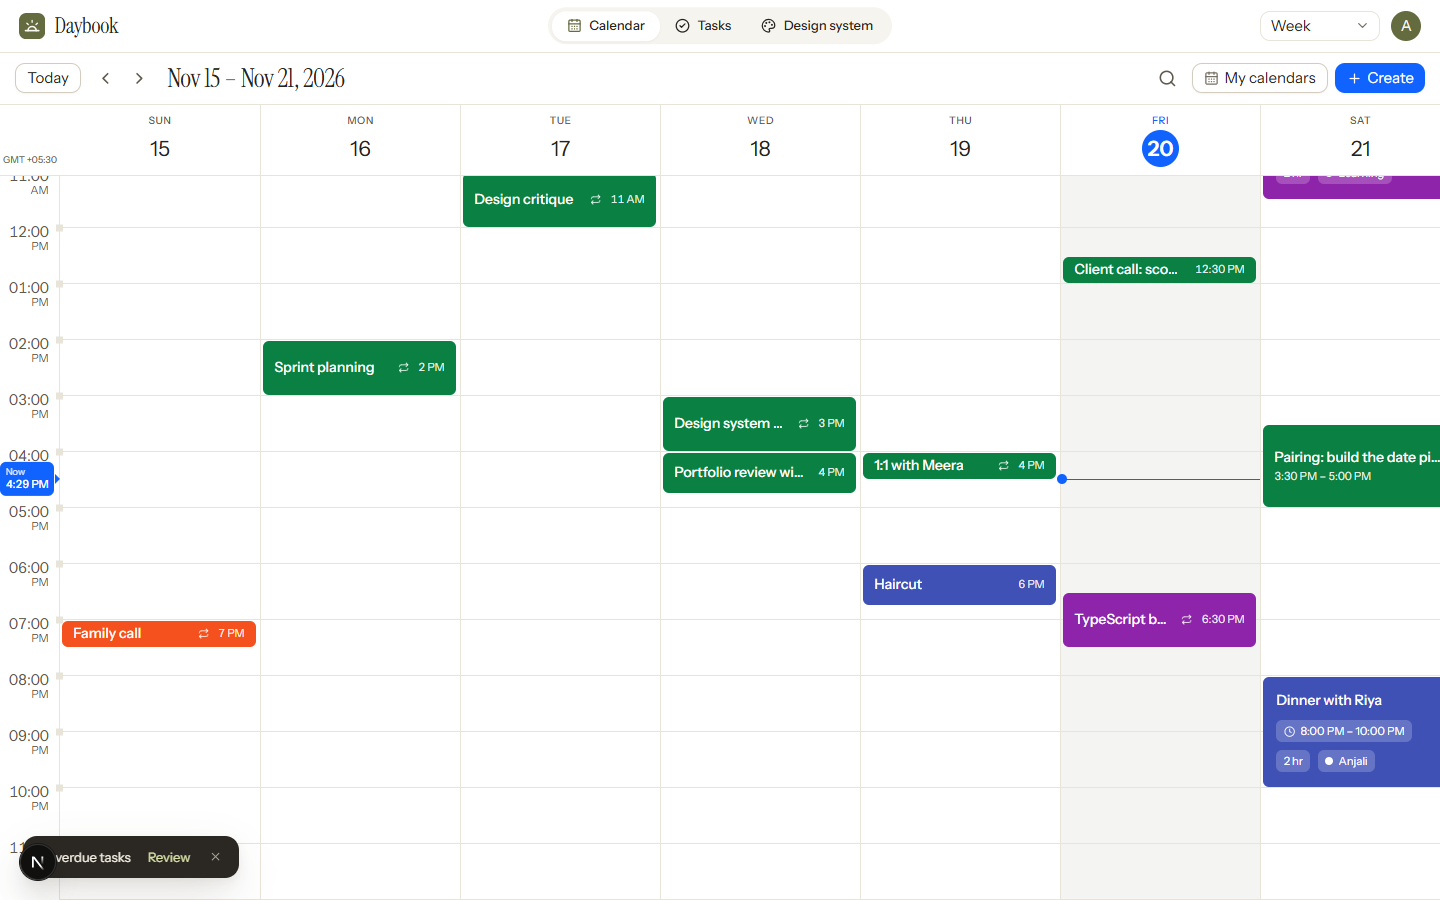 Daybook
Calendar
Tasks
Design system
Week
A
Today
Nov 15 – Nov 21, 2026
My calendars
+ Create
GMT +05:30
SUN
15
MON
16
TUE
17
WED
18
THU
19
FRI
20
SAT
21
11:00
AM
12:00
PM
01:00
PM
02:00
PM
03:00
PM
04:00
Now
4:29 PM
05:00
PM
06:00
PM
07:00
PM
08:00
PM
09:00
PM
10:00
PM
Family call 7 PM
Sprint planning 2 PM
Design critique 11 AM
Design system ... 3 PM
Portfolio review wi... 4 PM
1:1 with Meera 4 PM
Haircut 6 PM
Client call: sco... 12:30 PM
TypeScript b... 6:30 PM
Pairing: build the date pi...
3:30 PM – 5:00 PM
Dinner with Riya
8:00 PM – 10:00 PM
2 hr
Anjali
N
verdue tasks Review